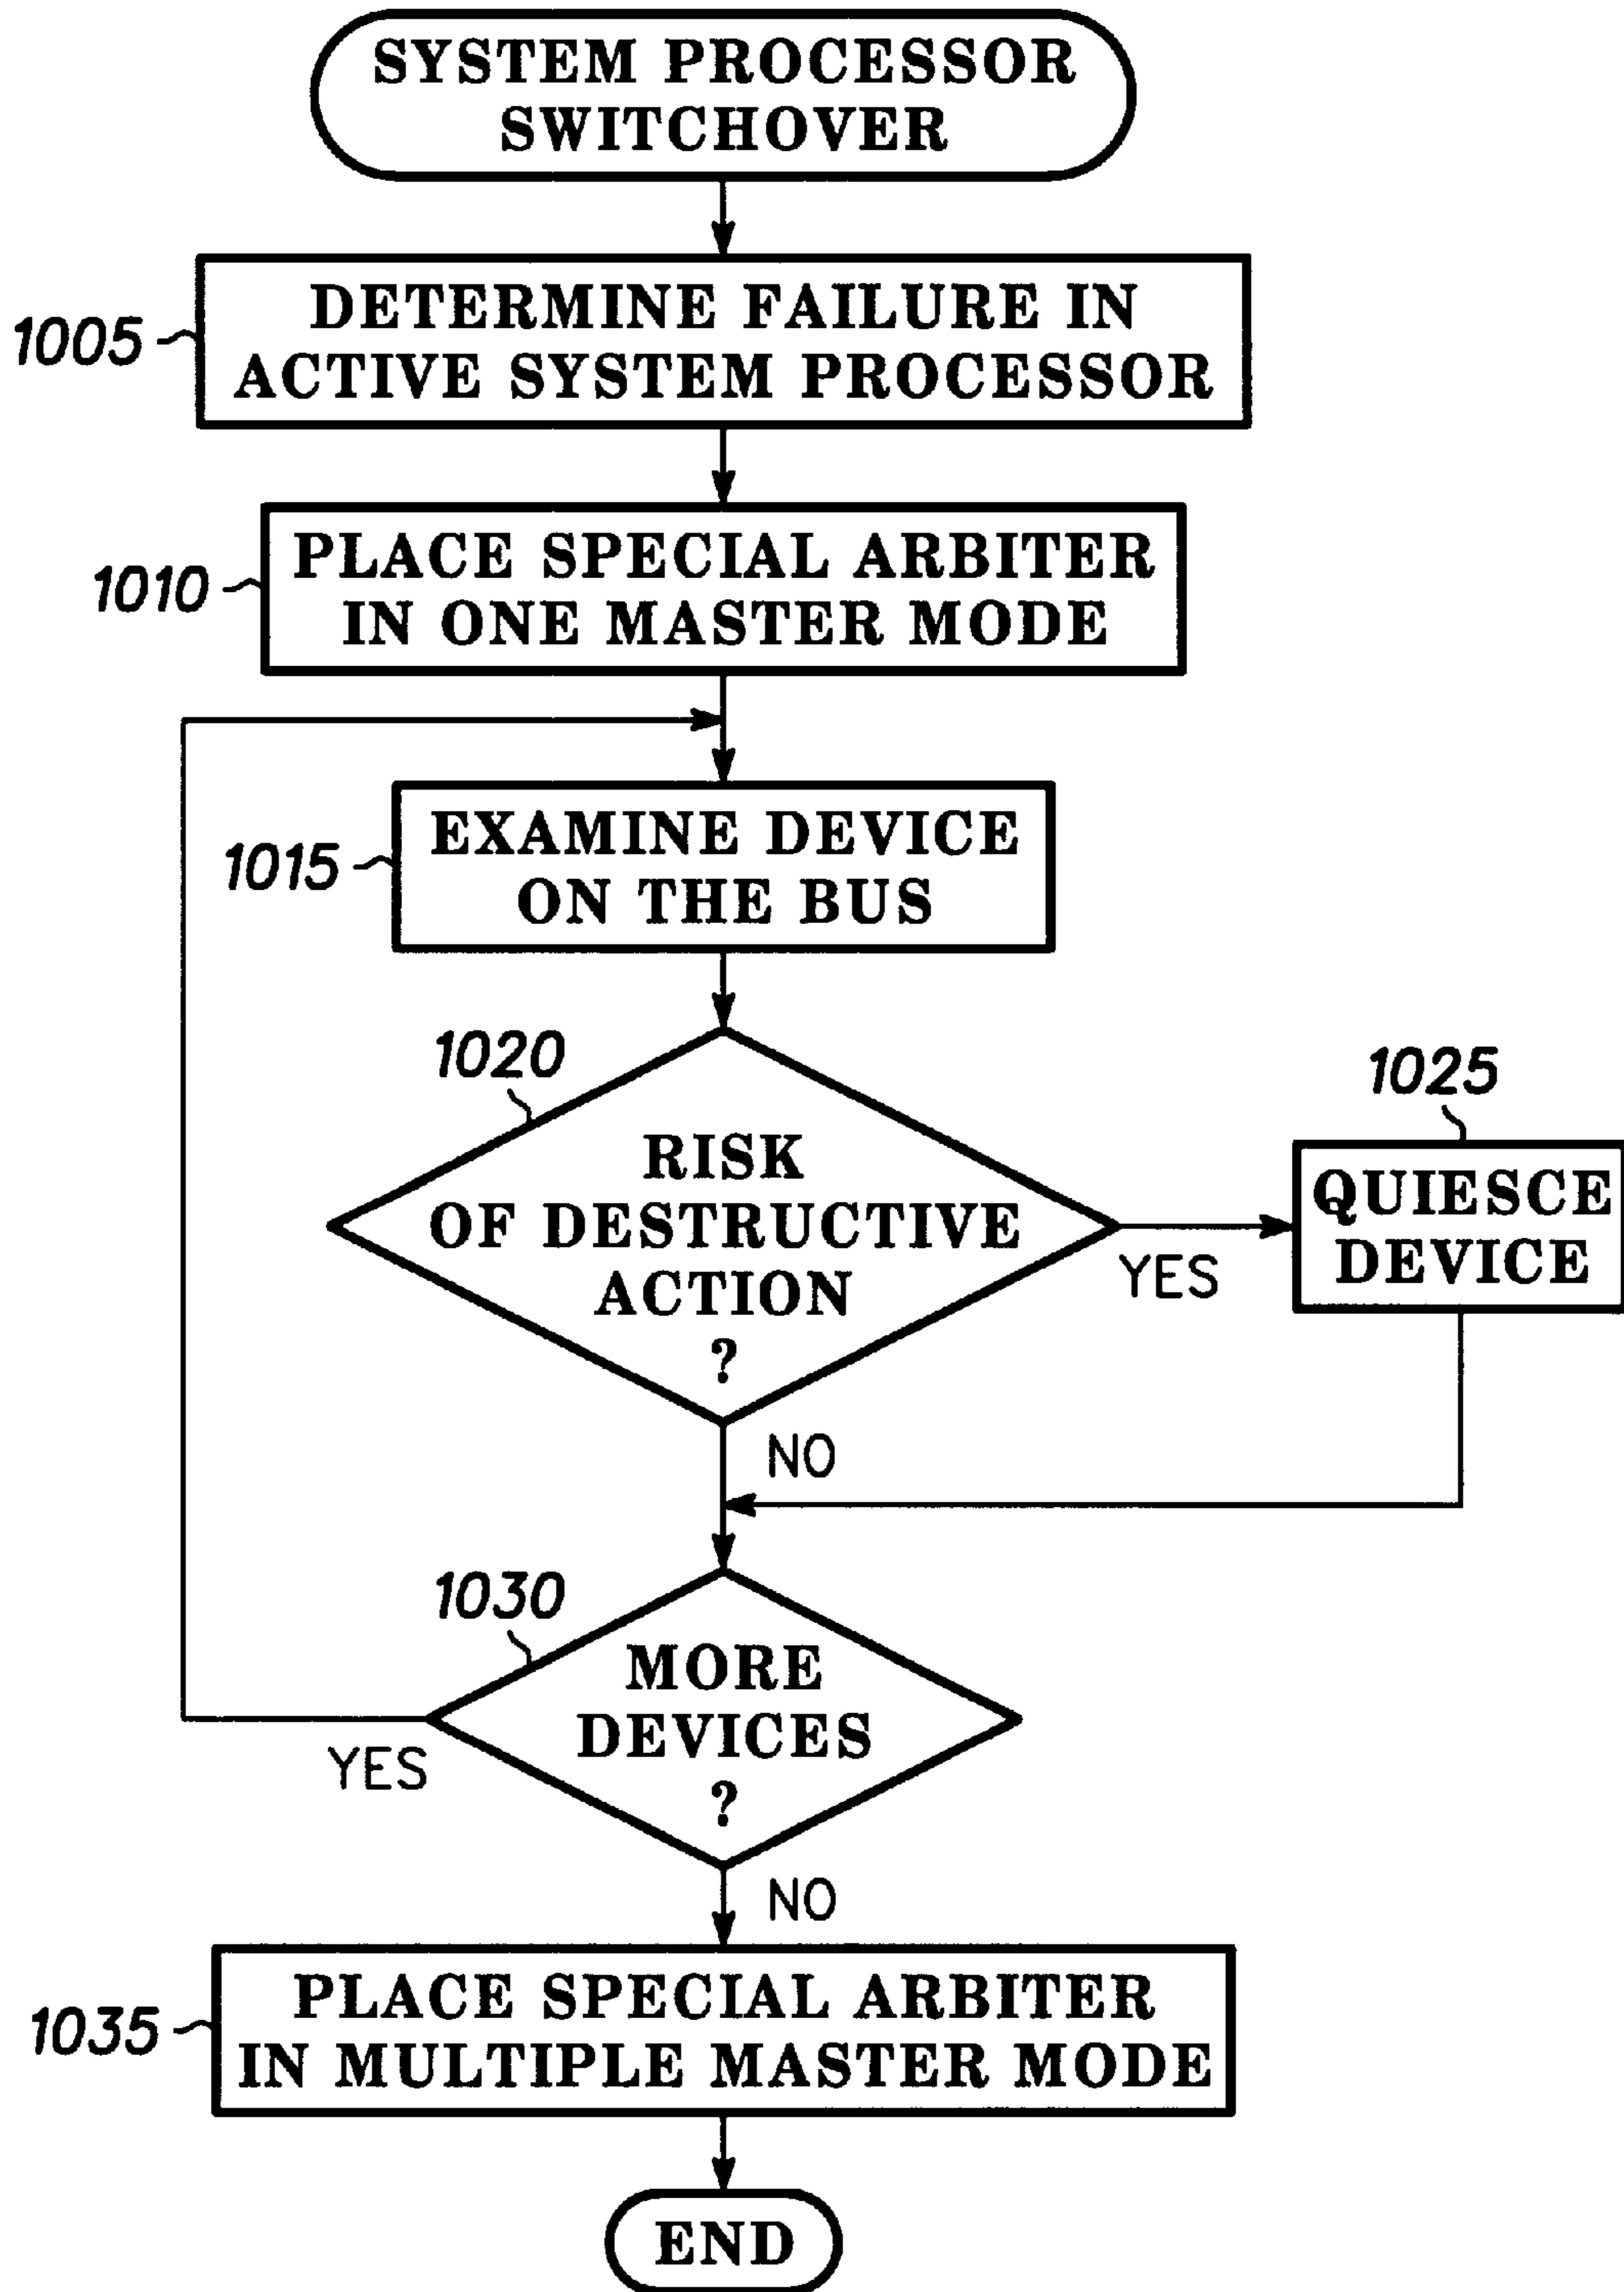 SYSTEM PROCESSOR
SWITCHOVER
1005
DETERMINE FAILURE IN
ACTIVE SYSTEM PROCESSOR
1010
PLACE SPECIAL ARBITER
IN ONE MASTER MODE
1015
EXAMINE DEVICE
ON THE BUS
1020
RISK
OF DESTRUCTIVE
ACTION
?
YES
1025
QUIESCE
DEVICE
NO
1030
MORE
DEVICES
?
YES
NO
1035
PLACE SPECIAL ARBITER
IN MULTIPLE MASTER MODE
END